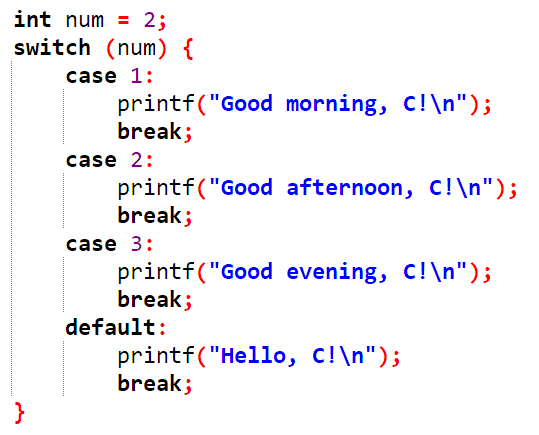 int num = 2;
switch (num) {
    case 1:
        printf("Good morning, C!\n");
        break;
    case 2:
        printf("Good afternoon, C!\n");
        break;
    case 3:
        printf("Good evening, C!\n");
        break;
    default:
        printf("Hello, C!\n");
        break;
}